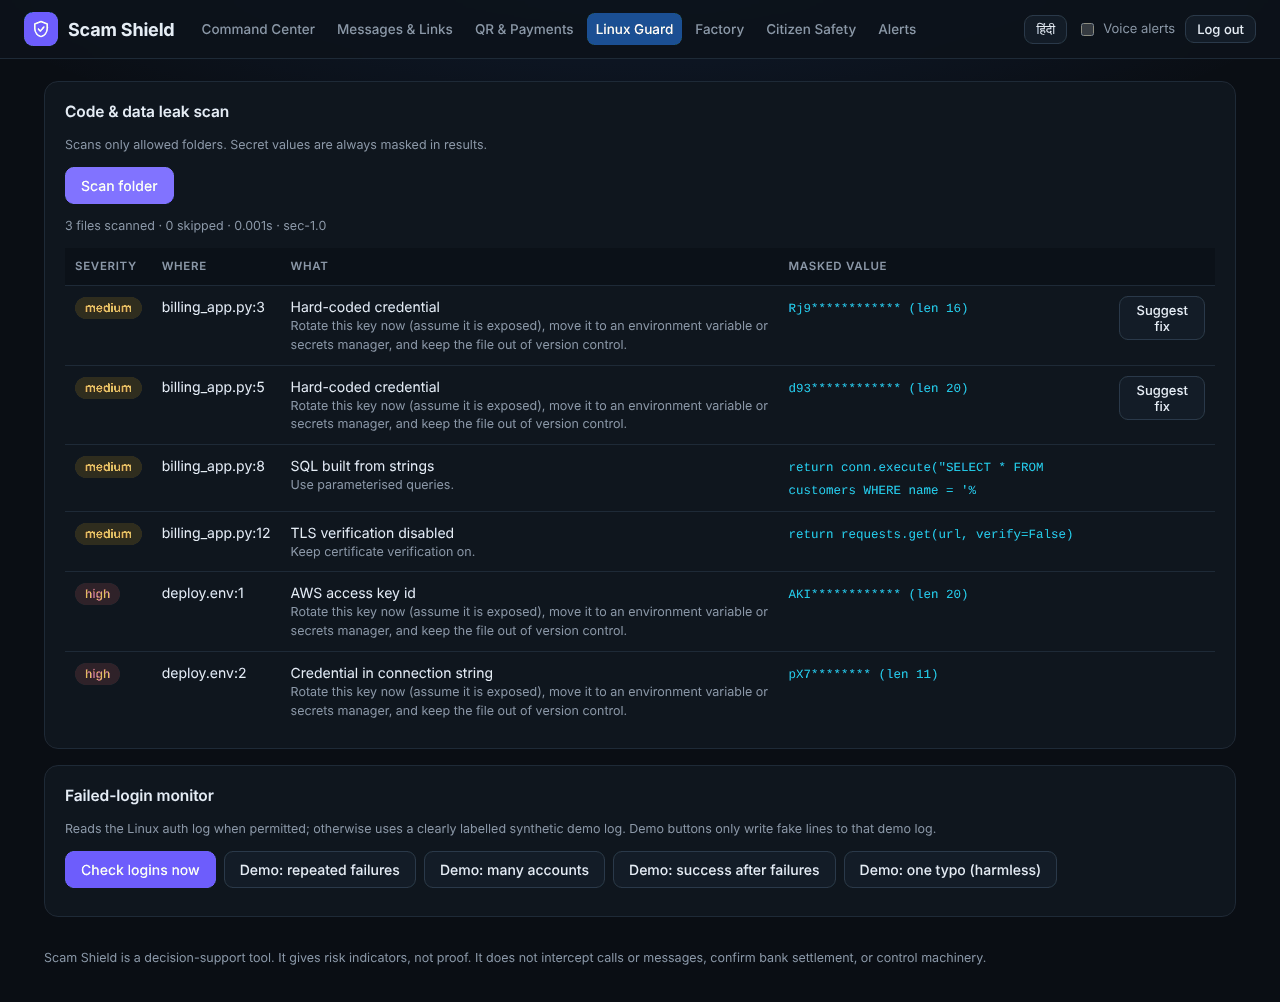 Scam Shield
Command Center
Messages & Links
QR & Payments
Linux Guard
Factory
Citizen Safety
Alerts
हिंदी
Voice alerts
Log out
Code & data leak scan
Scans only allowed folders. Secret values are always masked in results.
Scan folder
3 files scanned · 0 skipped · 0.001s · sec-1.0
SEVERITY WHERE WHAT MASKED VALUE
medium billing_app.py:3 Hard-coded credential Rj9************ (len 16)
Rotate this key now (assume it is exposed), move it to an environment variable or
secrets manager, and keep the file out of version control.
Suggest
fix
medium billing_app.py:5 Hard-coded credential d93************ (len 20)
Rotate this key now (assume it is exposed), move it to an environment variable or
secrets manager, and keep the file out of version control.
Suggest
fix
medium billing_app.py:8 SQL built from strings
Use parameterised queries.
return conn.execute("SELECT * FROM
customers WHERE name = '%
medium billing_app.py:12 TLS verification disabled return requests.get(url, verify=False)
Keep certificate verification on.
high deploy.env:1 AWS access key id AKI************ (len 20)
Rotate this key now (assume it is exposed), move it to an environment variable or
secrets manager, and keep the file out of version control.
high deploy.env:2 Credential in connection string pX7******** (len 11)
Rotate this key now (assume it is exposed), move it to an environment variable or
secrets manager, and keep the file out of version control.
Failed-login monitor
Reads the Linux auth log when permitted; otherwise uses a clearly labelled synthetic demo log. Demo buttons only write fake lines to that demo log.
Check logins now
Demo: repeated failures
Demo: many accounts
Demo: success after failures
Demo: one typo (harmless)
Scam Shield is a decision-support tool. It gives risk indicators, not proof. It does not intercept calls or messages, confirm bank settlement, or control machinery.